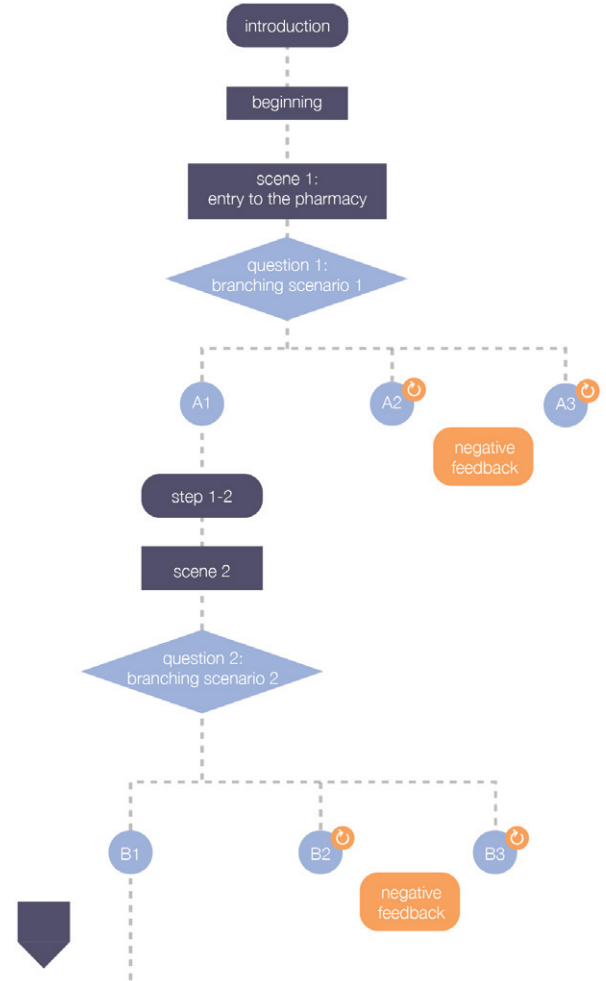 introduction
beginning
scene 1:
entry to the pharmacy
question 1:
branching scenario 1
A1
A2
A3
negative
feedback
step 1-2
scene 2
question 2:
branching scenario 2
B1
B2
B3
negative
feedback